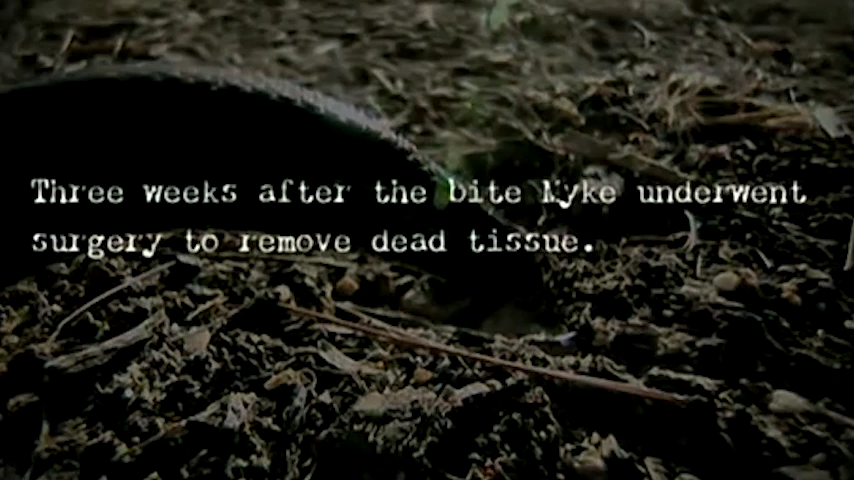 Three weeks after the bite Myke underwent
surgery to remove dead tissue.